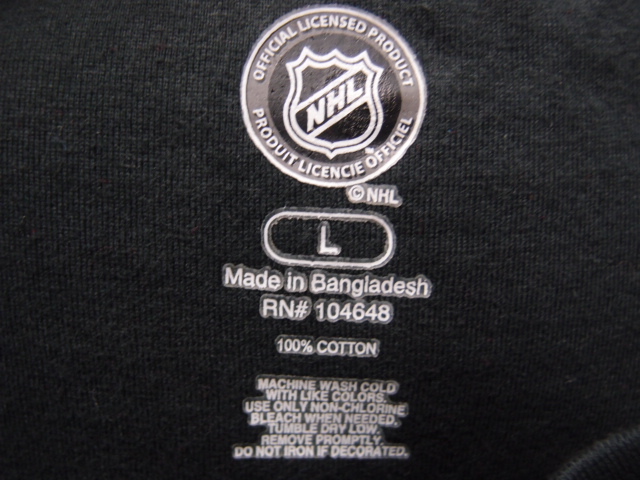 OFFICIAL LICENSED PRODUCT
NHL
PRODUIT LICENCIE OFFICIEL
©NHL
L
Made in Bangladesh
RN# 104648
100% COTTON
MACHINE WASH COLD
WITH LIKE COLORS.
USE ONLY NON-CHLORINE
BLEACH WHEN NEEDED.
TUMBLE DRY LOW.
REMOVE PROMPTLY.
DO NOT IRON IF DECORATED.